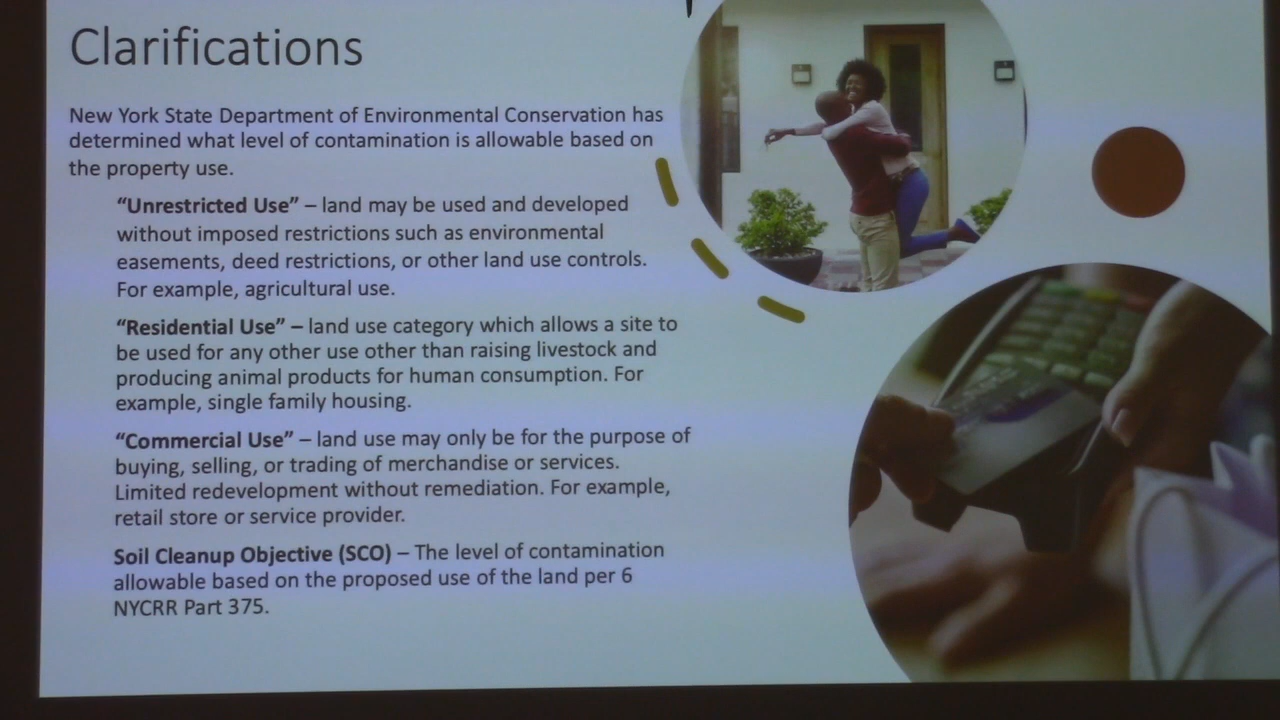 Clarifications
New York State Department of Environmental Conservation has
determined what level of contamination is allowable based on
the property use.
“Unrestricted Use” – land may be used and developed
without imposed restrictions such as environmental
easements, deed restrictions, or other land use controls.
For example, agricultural use.
“Residential Use” – land use category which allows a site to
be used for any other use other than raising livestock and
producing animal products for human consumption. For
example, single family housing.
“Commercial Use” – land use may only be for the purpose of
buying, selling, or trading of merchandise or services.
Limited redevelopment without remediation. For example,
retail store or service provider.
Soil Cleanup Objective (SCO) – The level of contamination
allowable based on the proposed use of the land per 6
NYCRR Part 375.